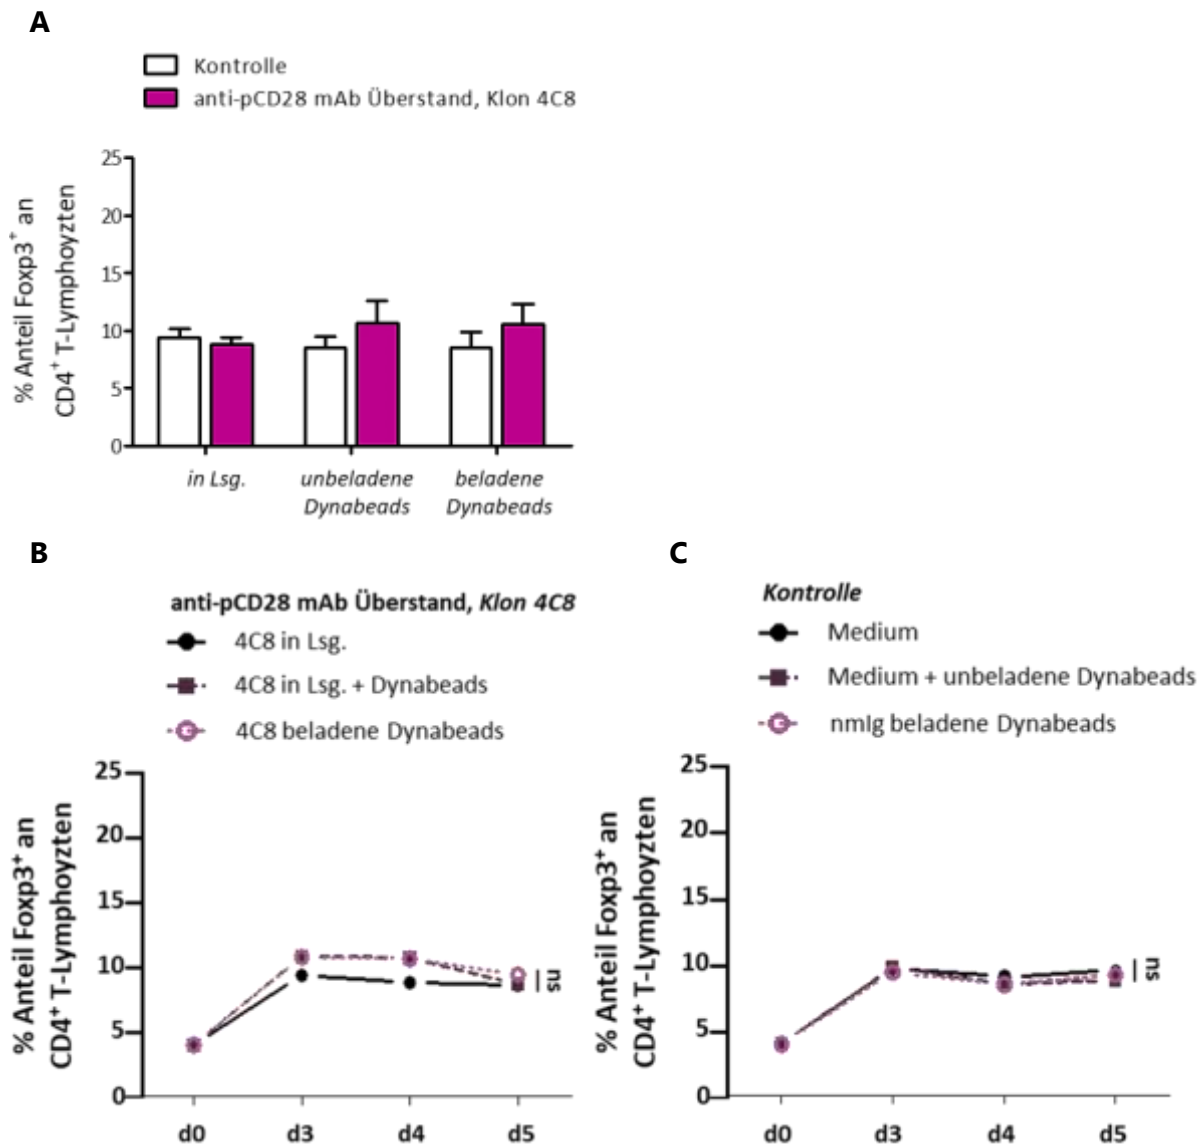 A
Kontrolle
anti-pCD28 mAb Überstand, Klon 4C8
% Anteil Foxp3⁺ an
CD4⁺ T-Lymphoyzten
25
20
15
10
5
0
in Lsg.
unbeladene
Dynabeads
beladene
Dynabeads
B
anti-pCD28 mAb Überstand, Klon 4C8
4C8 in Lsg.
4C8 in Lsg. + Dynabeads
4C8 beladene Dynabeads
% Anteil Foxp3⁺ an
CD4⁺ T-Lymphoyzten
25
20
15
10
5
0
ns
d0
d3
d4
d5
C
Kontrolle
Medium
Medium + unbeladene Dynabeads
nmIg beladene Dynabeads
% Anteil Foxp3⁺ an
CD4⁺ T-Lymphoyzten
25
20
15
10
5
0
ns
d0
d3
d4
d5